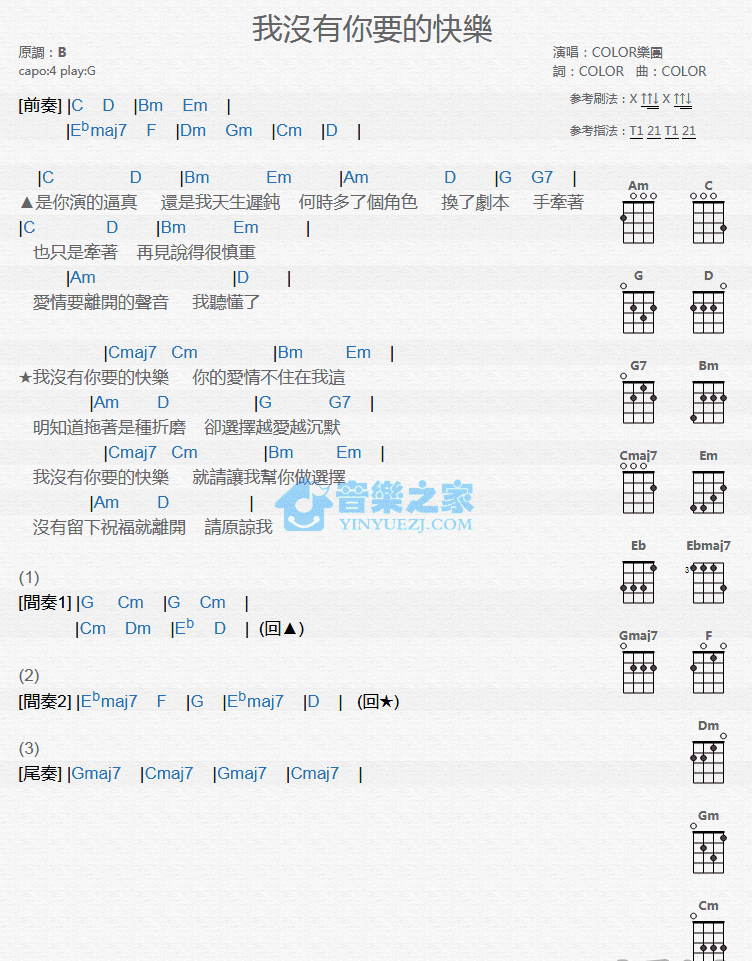 我沒有你要的快樂
原調：B
capo:4 play:G
演唱：COLOR樂團
詞：COLOR 曲：COLOR
參考刷法：X ↑↑↓ X ↑↑↓
參考指法：T1 21 T1 21
[前奏] |C D |Bm Em |
|Ebmaj7 F |Dm Gm |Cm |D |
|C D |Bm Em |Am D |G G7 |
▲是你演的逼真 還是我天生遲鈍 何時多了個角色 換了劇本 手牽著
|C D |Bm Em |
也只是牽著 再見說得很慎重
|Am |D |
愛情要離開的聲音 我聽懂了
|Cmaj7 Cm |Bm Em |
★我沒有你要的快樂 你的愛情不住在我這
|Am D |G G7 |
明知道拖著是種折磨 卻選擇越愛越沉默
|Cmaj7 Cm |Bm Em |
我沒有你要的快樂 就請讓我幫你做選擇
|Am D |
沒有留下祝福就離開 請原諒我
音樂之家
YINYUEZJ.COM
(1)
[間奏1] |G Cm |G Cm |
|Cm Dm |Eb D | (回▲)
(2)
[間奏2] |Ebmaj7 F |G |Ebmaj7 |D | (回★)
(3)
[尾奏] |Gmaj7 |Cmaj7 |Gmaj7 |Cmaj7 |
Am C
G D
G7 Bm
Cmaj7 Em
Eb Ebmaj7
3
Gmaj7 F
Dm
Gm
Cm